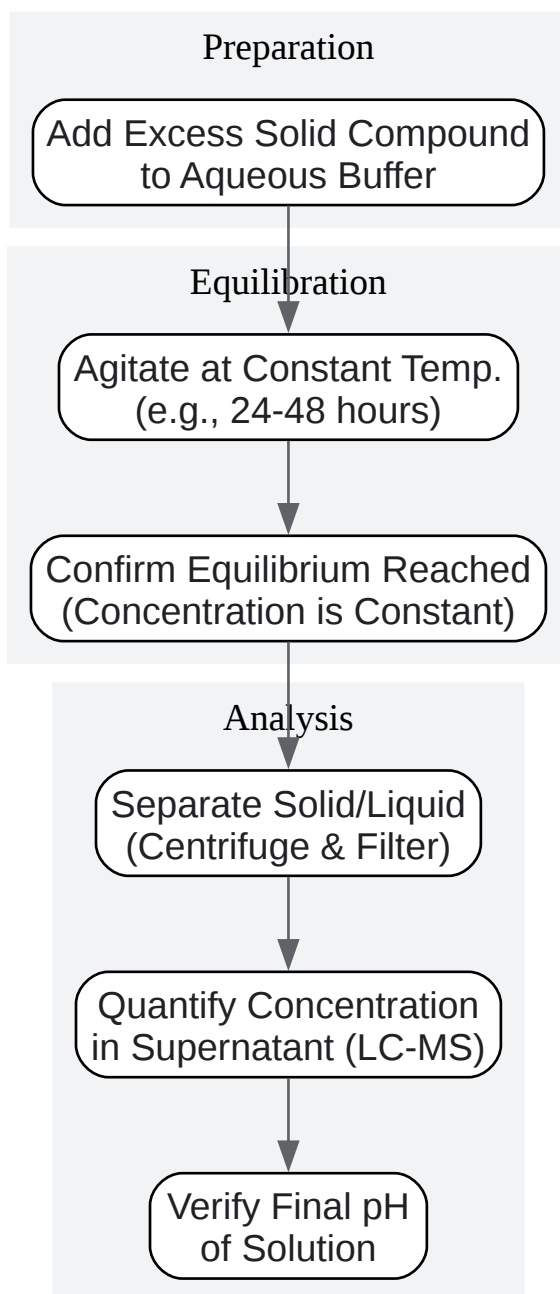 Preparation
Add Excess Solid Compound
to Aqueous Buffer
Equilibration
Agitate at Constant Temp.
(e.g., 24-48 hours)
Confirm Equilibrium Reached
(Concentration is Constant)
Analysis
Separate Solid/Liquid
(Centrifuge & Filter)
Quantify Concentration
in Supernatant (LC-MS)
Verify Final pH
of Solution